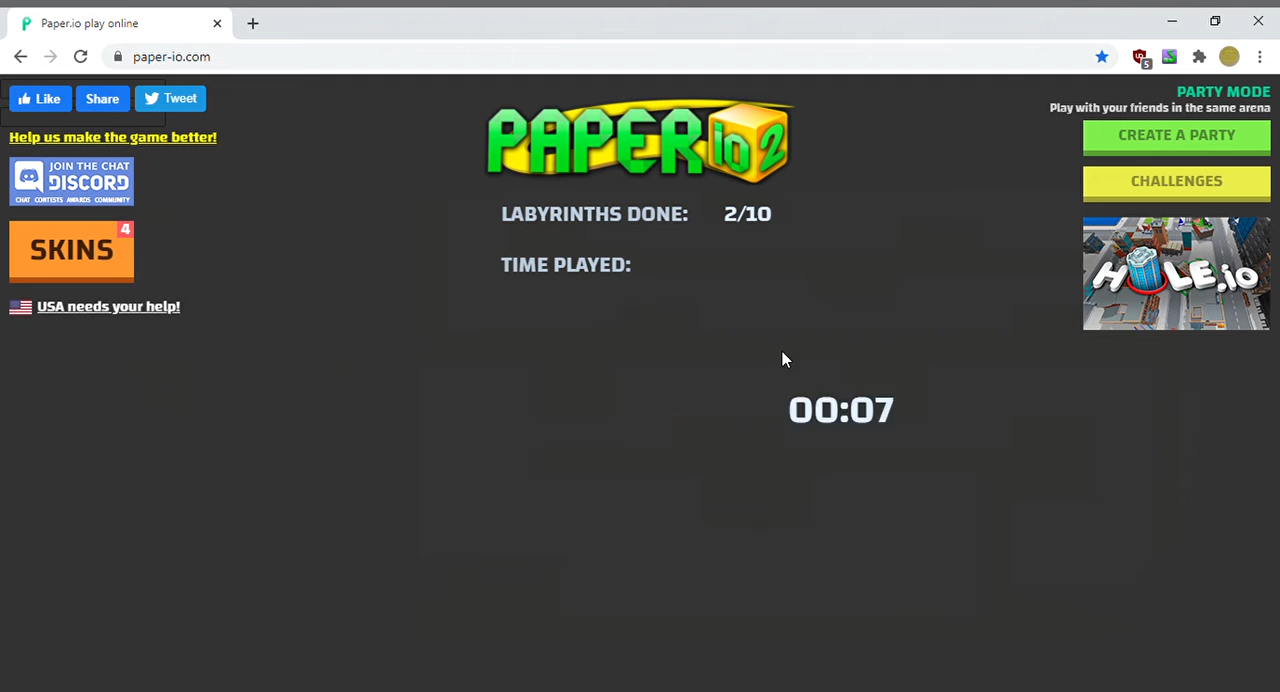 Paper.io play online
paper-io.com
5
Like
Share
Tweet
Help us make the game better!
JOIN THE CHAT
DISCORD
CHAT CONTESTS AWARDS COMMUNITY
SKINS
4
USA needs your help!
PAPER io 2
LABYRINTHS DONE: 2/10
TIME PLAYED:
00:07
PARTY MODE
Play with your friends in the same arena
CREATE A PARTY
CHALLENGES
HOLE.io